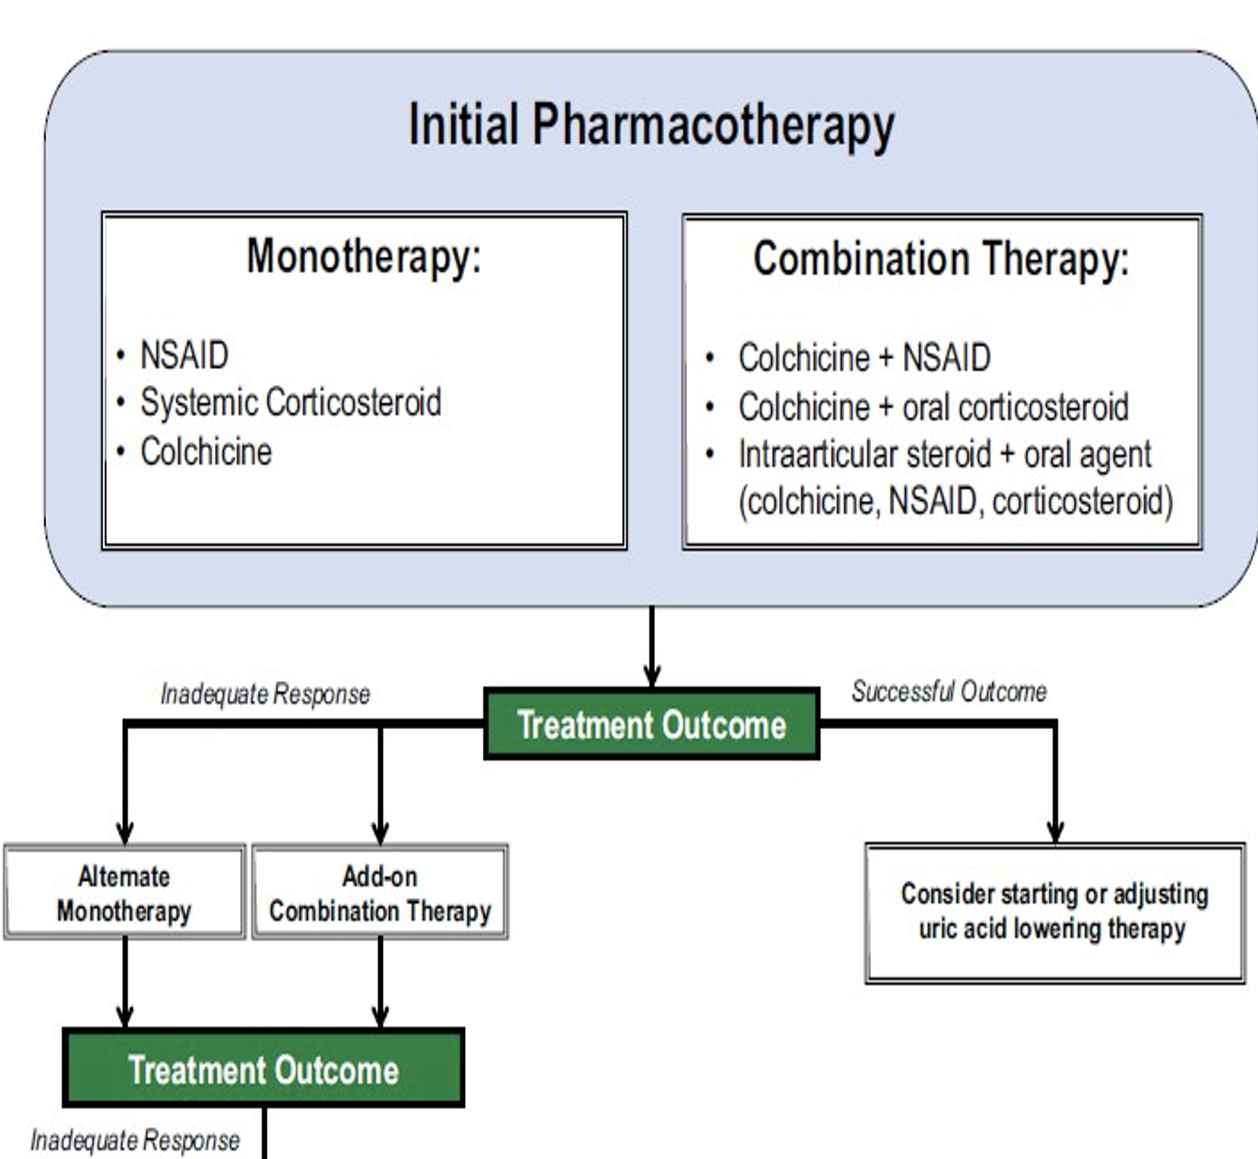 Initial Pharmacotherapy
Monotherapy:
• NSAID
• Systemic Corticosteroid
• Colchicine
Combination Therapy:
• Colchicine + NSAID
• Colchicine + oral corticosteroid
• Intraarticular steroid + oral agent
(colchicine, NSAID, corticosteroid)
Inadequate Response
Treatment Outcome
Successful Outcome
Alternate
Monotherapy
Add-on
Combination Therapy
Consider starting or adjusting
uric acid lowering therapy
Treatment Outcome
Inadequate Response